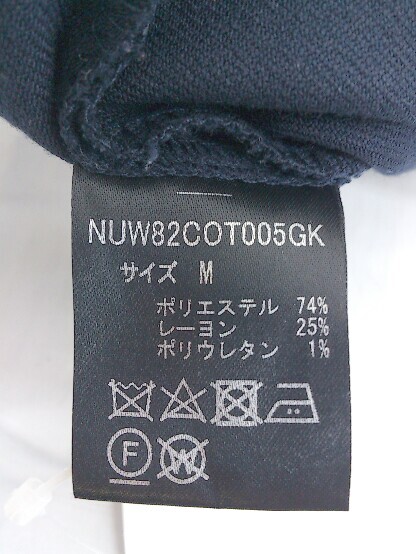 NUW82COT005GK
サイズ M
ポリエステル 74%
レーヨン 25%
ポリウレタン 1%
F W